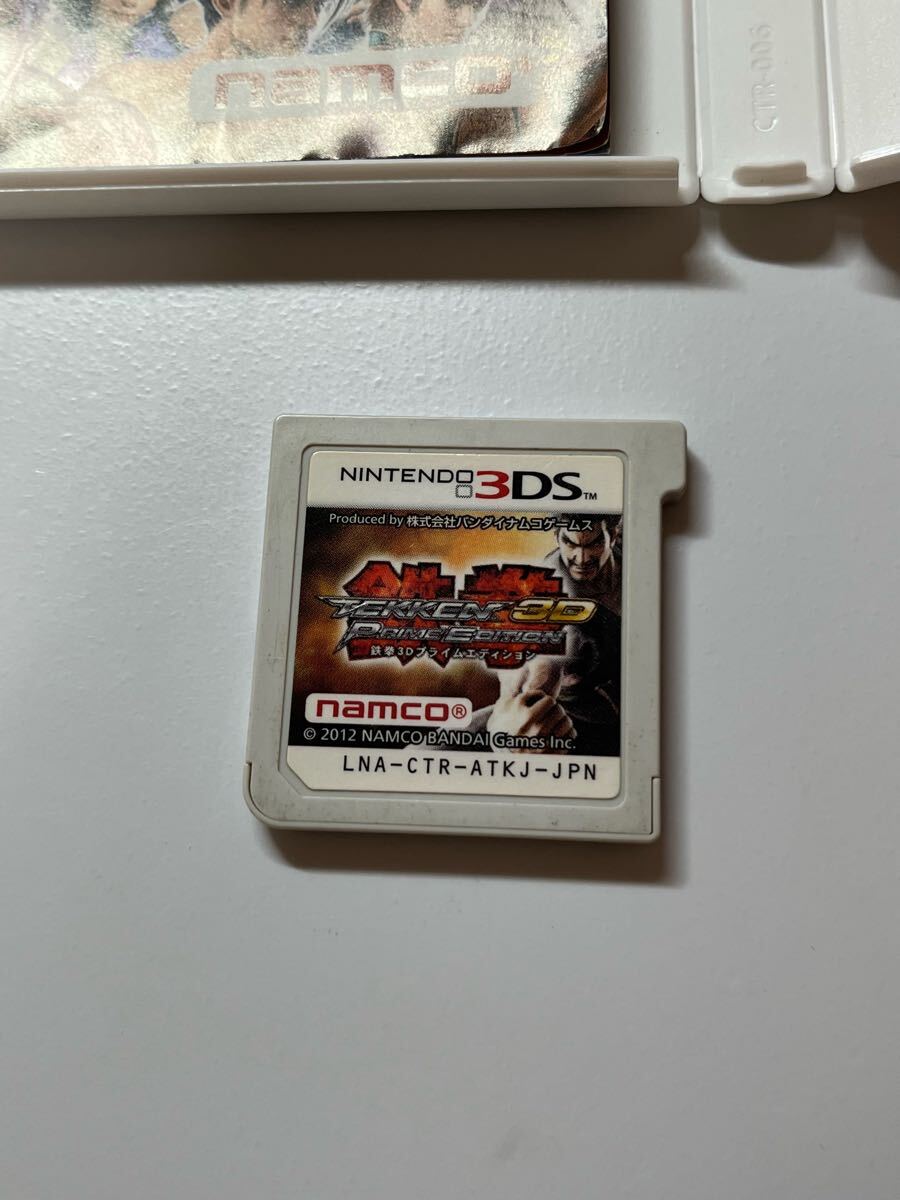 namco
CTR-006
NINTENDO 3DS™
Produced by 株式会社バンダイナムコゲームス
鉄拳
TEKKEN 3D
PRIME EDITION
鉄拳3Dプライムエディション
namco®
© 2012 NAMCO BANDAI Games Inc.
LNA-CTR-ATKJ-JPN